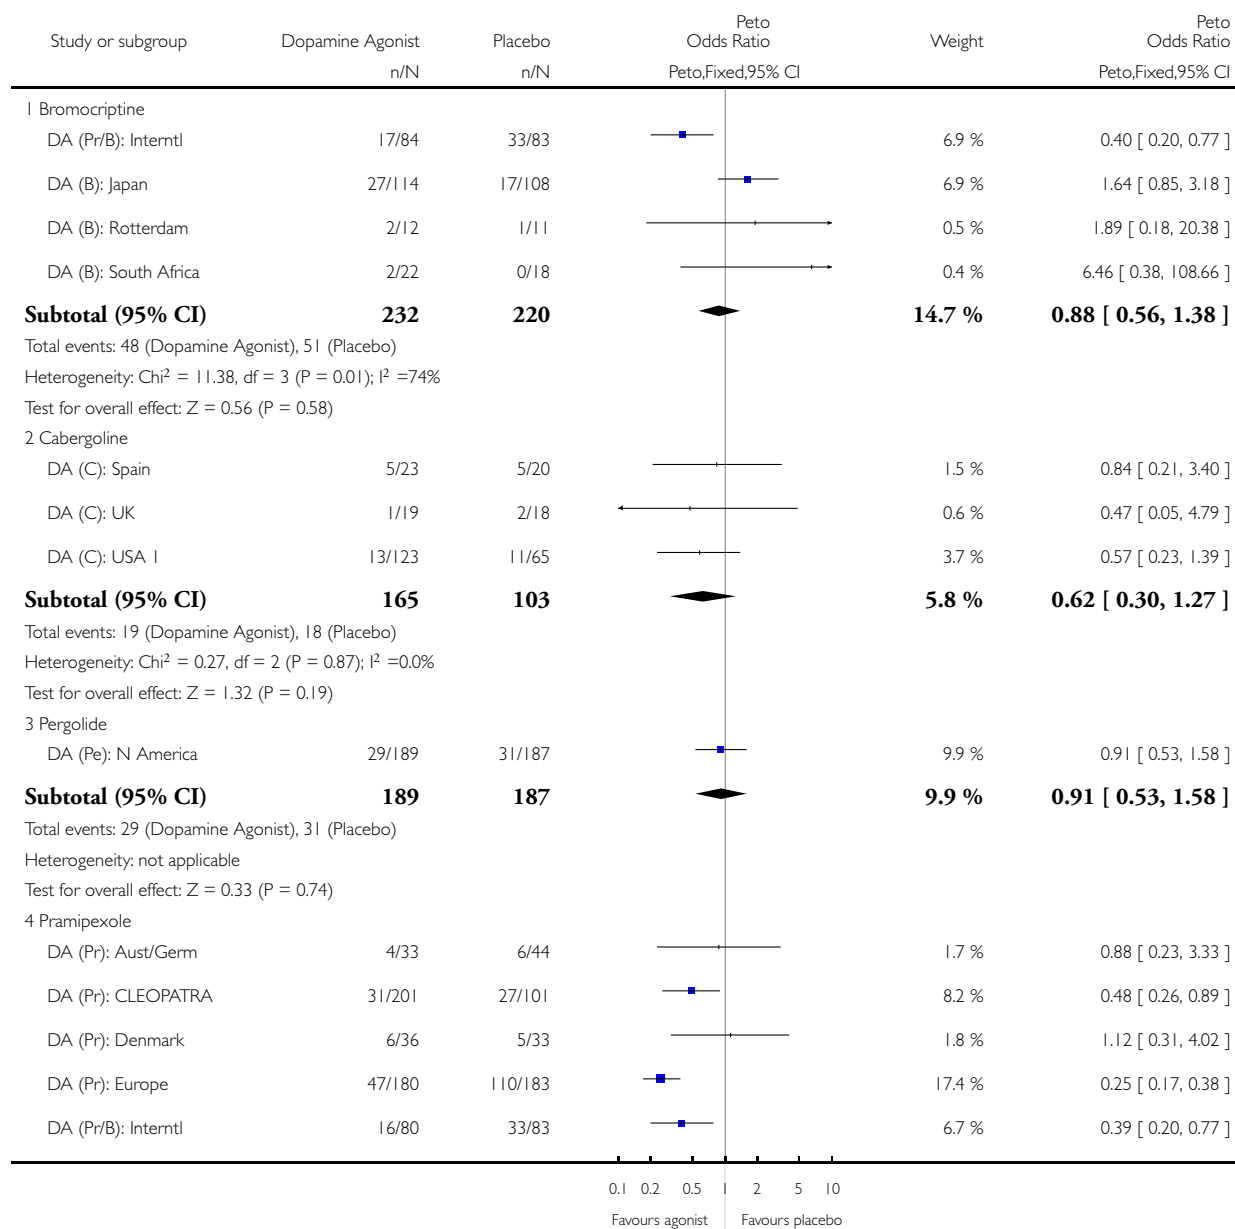 Study or subgroup Dopamine Agonist Placebo Peto Odds Ratio Weight Peto Odds Ratio
n/N n/N Peto,Fixed,95% CI Peto,Fixed,95% CI
1 Bromocriptine
DA (Pr/B): Interntl 17/84 33/83 6.9 % 0.40 [ 0.20, 0.77 ]
DA (B): Japan 27/114 17/108 6.9 % 1.64 [ 0.85, 3.18 ]
DA (B): Rotterdam 2/12 1/11 0.5 % 1.89 [ 0.18, 20.38 ]
DA (B): South Africa 2/22 0/18 0.4 % 6.46 [ 0.38, 108.66 ]
Subtotal (95% CI) 232 220 14.7 % 0.88 [ 0.56, 1.38 ]
Total events: 48 (Dopamine Agonist), 51 (Placebo)
Heterogeneity: Chi² = 11.38, df = 3 (P = 0.01); I² =74%
Test for overall effect: Z = 0.56 (P = 0.58)
2 Cabergoline
DA (C): Spain 5/23 5/20 1.5 % 0.84 [ 0.21, 3.40 ]
DA (C): UK 1/19 2/18 0.6 % 0.47 [ 0.05, 4.79 ]
DA (C): USA 1 13/123 11/65 3.7 % 0.57 [ 0.23, 1.39 ]
Subtotal (95% CI) 165 103 5.8 % 0.62 [ 0.30, 1.27 ]
Total events: 19 (Dopamine Agonist), 18 (Placebo)
Heterogeneity: Chi² = 0.27, df = 2 (P = 0.87); I² =0.0%
Test for overall effect: Z = 1.32 (P = 0.19)
3 Pergolide
DA (Pe): N America 29/189 31/187 9.9 % 0.91 [ 0.53, 1.58 ]
Subtotal (95% CI) 189 187 9.9 % 0.91 [ 0.53, 1.58 ]
Total events: 29 (Dopamine Agonist), 31 (Placebo)
Heterogeneity: not applicable
Test for overall effect: Z = 0.33 (P = 0.74)
4 Pramipexole
DA (Pr): Aust/Germ 4/33 6/44 1.7 % 0.88 [ 0.23, 3.33 ]
DA (Pr): CLEOPATRA 31/201 27/101 8.2 % 0.48 [ 0.26, 0.89 ]
DA (Pr): Denmark 6/36 5/33 1.8 % 1.12 [ 0.31, 4.02 ]
DA (Pr): Europe 47/180 110/183 17.4 % 0.25 [ 0.17, 0.38 ]
DA (Pr/B): Interntl 16/80 33/83 6.7 % 0.39 [ 0.20, 0.77 ]
0.1 0.2 0.5 1 2 5 10
Favours agonist Favours placebo